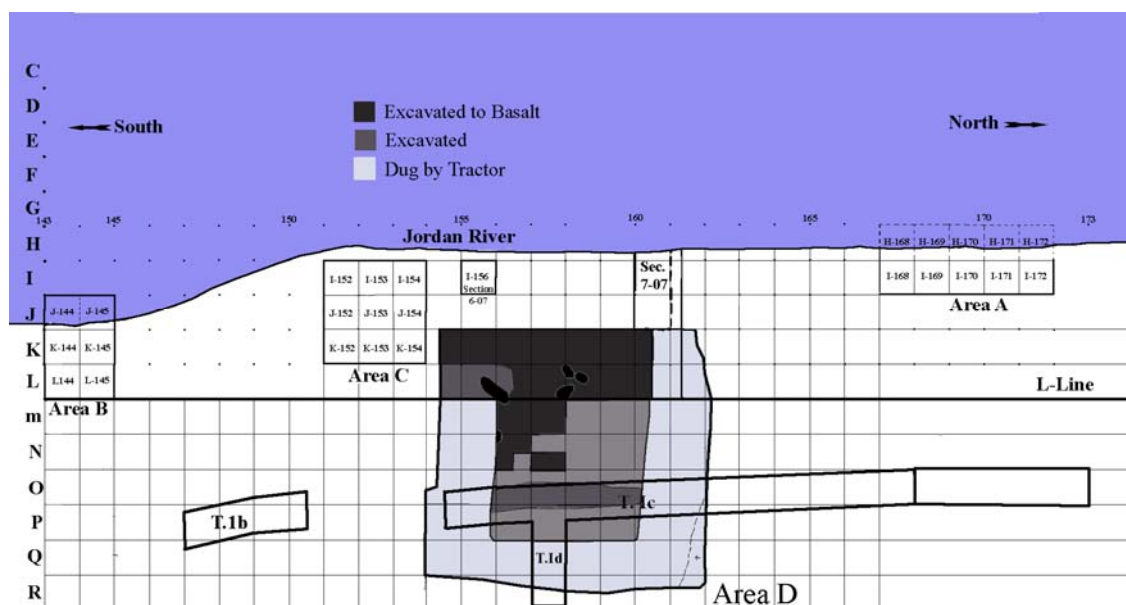 C
D
Excavated to Basalt
South
North
E
Excavated
F
Dug by Tractor
G
143 145 150 155 160 165 170 173
H
Jordan River
H-168 H-169 H-170 H-171 H-172
I
I-152 I-153 I-154
I-156
Section
6-07
Sec.
7-07
I-168 I-169 I-170 I-171 I-172
Area A
J
J-144 J-145
J-152 J-153 J-154
K
K-144 K-145
K-152 K-153 K-154
Area C
L
L144 L-145
L-Line
Area B
m
N
O
T. 1c
P
T.1b
Q
T.1d
R
Area D